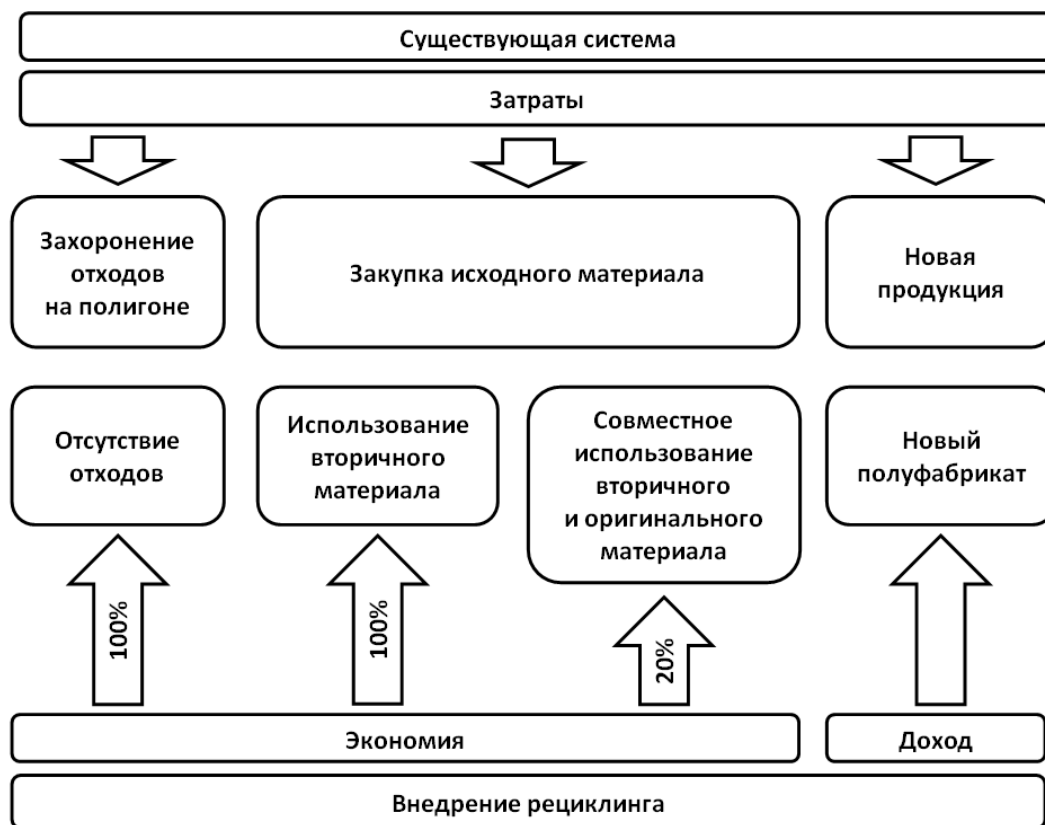 Существующая система
Затраты
Захоронение
отходов
на полигоне
Закупка исходного материала
Новая
продукция
Отсутствие
отходов
Использование
вторичного
материала
Совместное
использование
вторичного
и оригинального
материала
Новый
полуфабрикат
100%
100%
20%
Экономия
Доход
Внедрение рециклинга